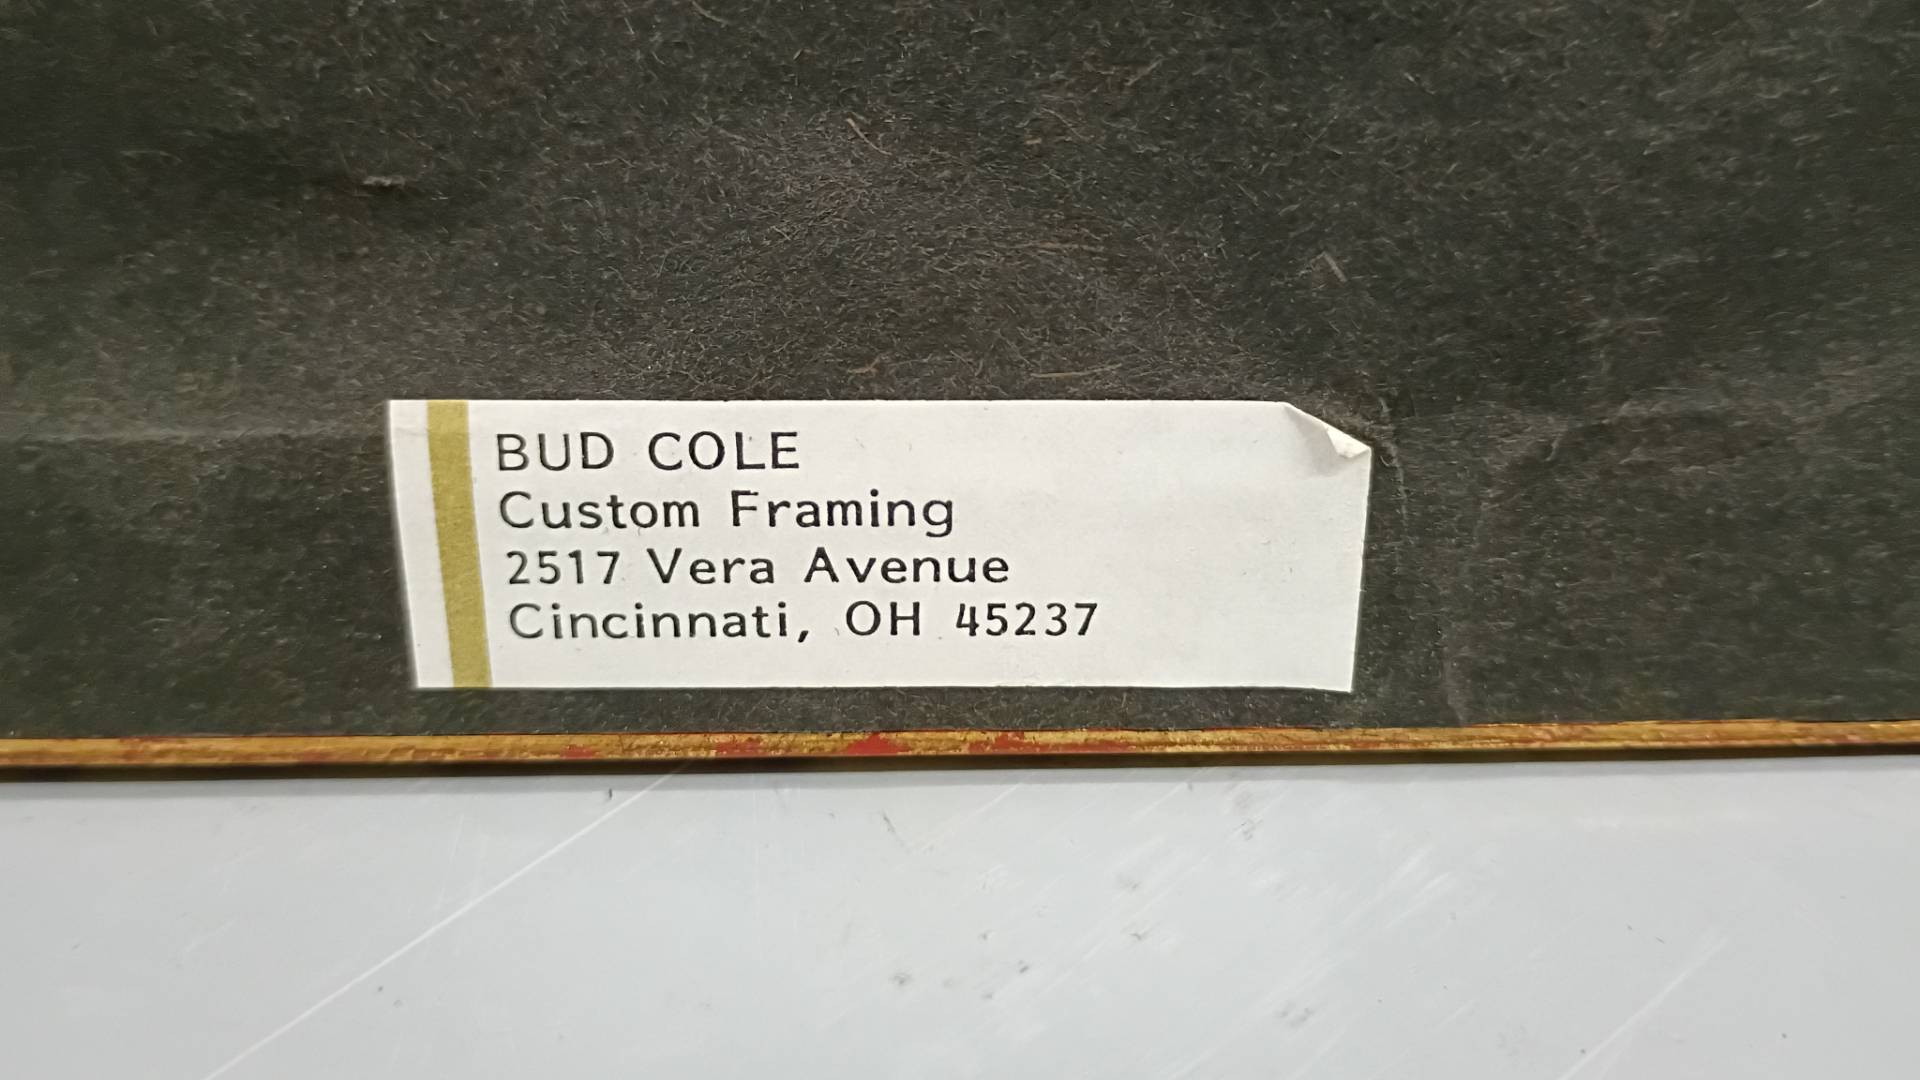 BUD COLE
Custom Framing
2517 Vera Avenue
Cincinnati, OH 45237